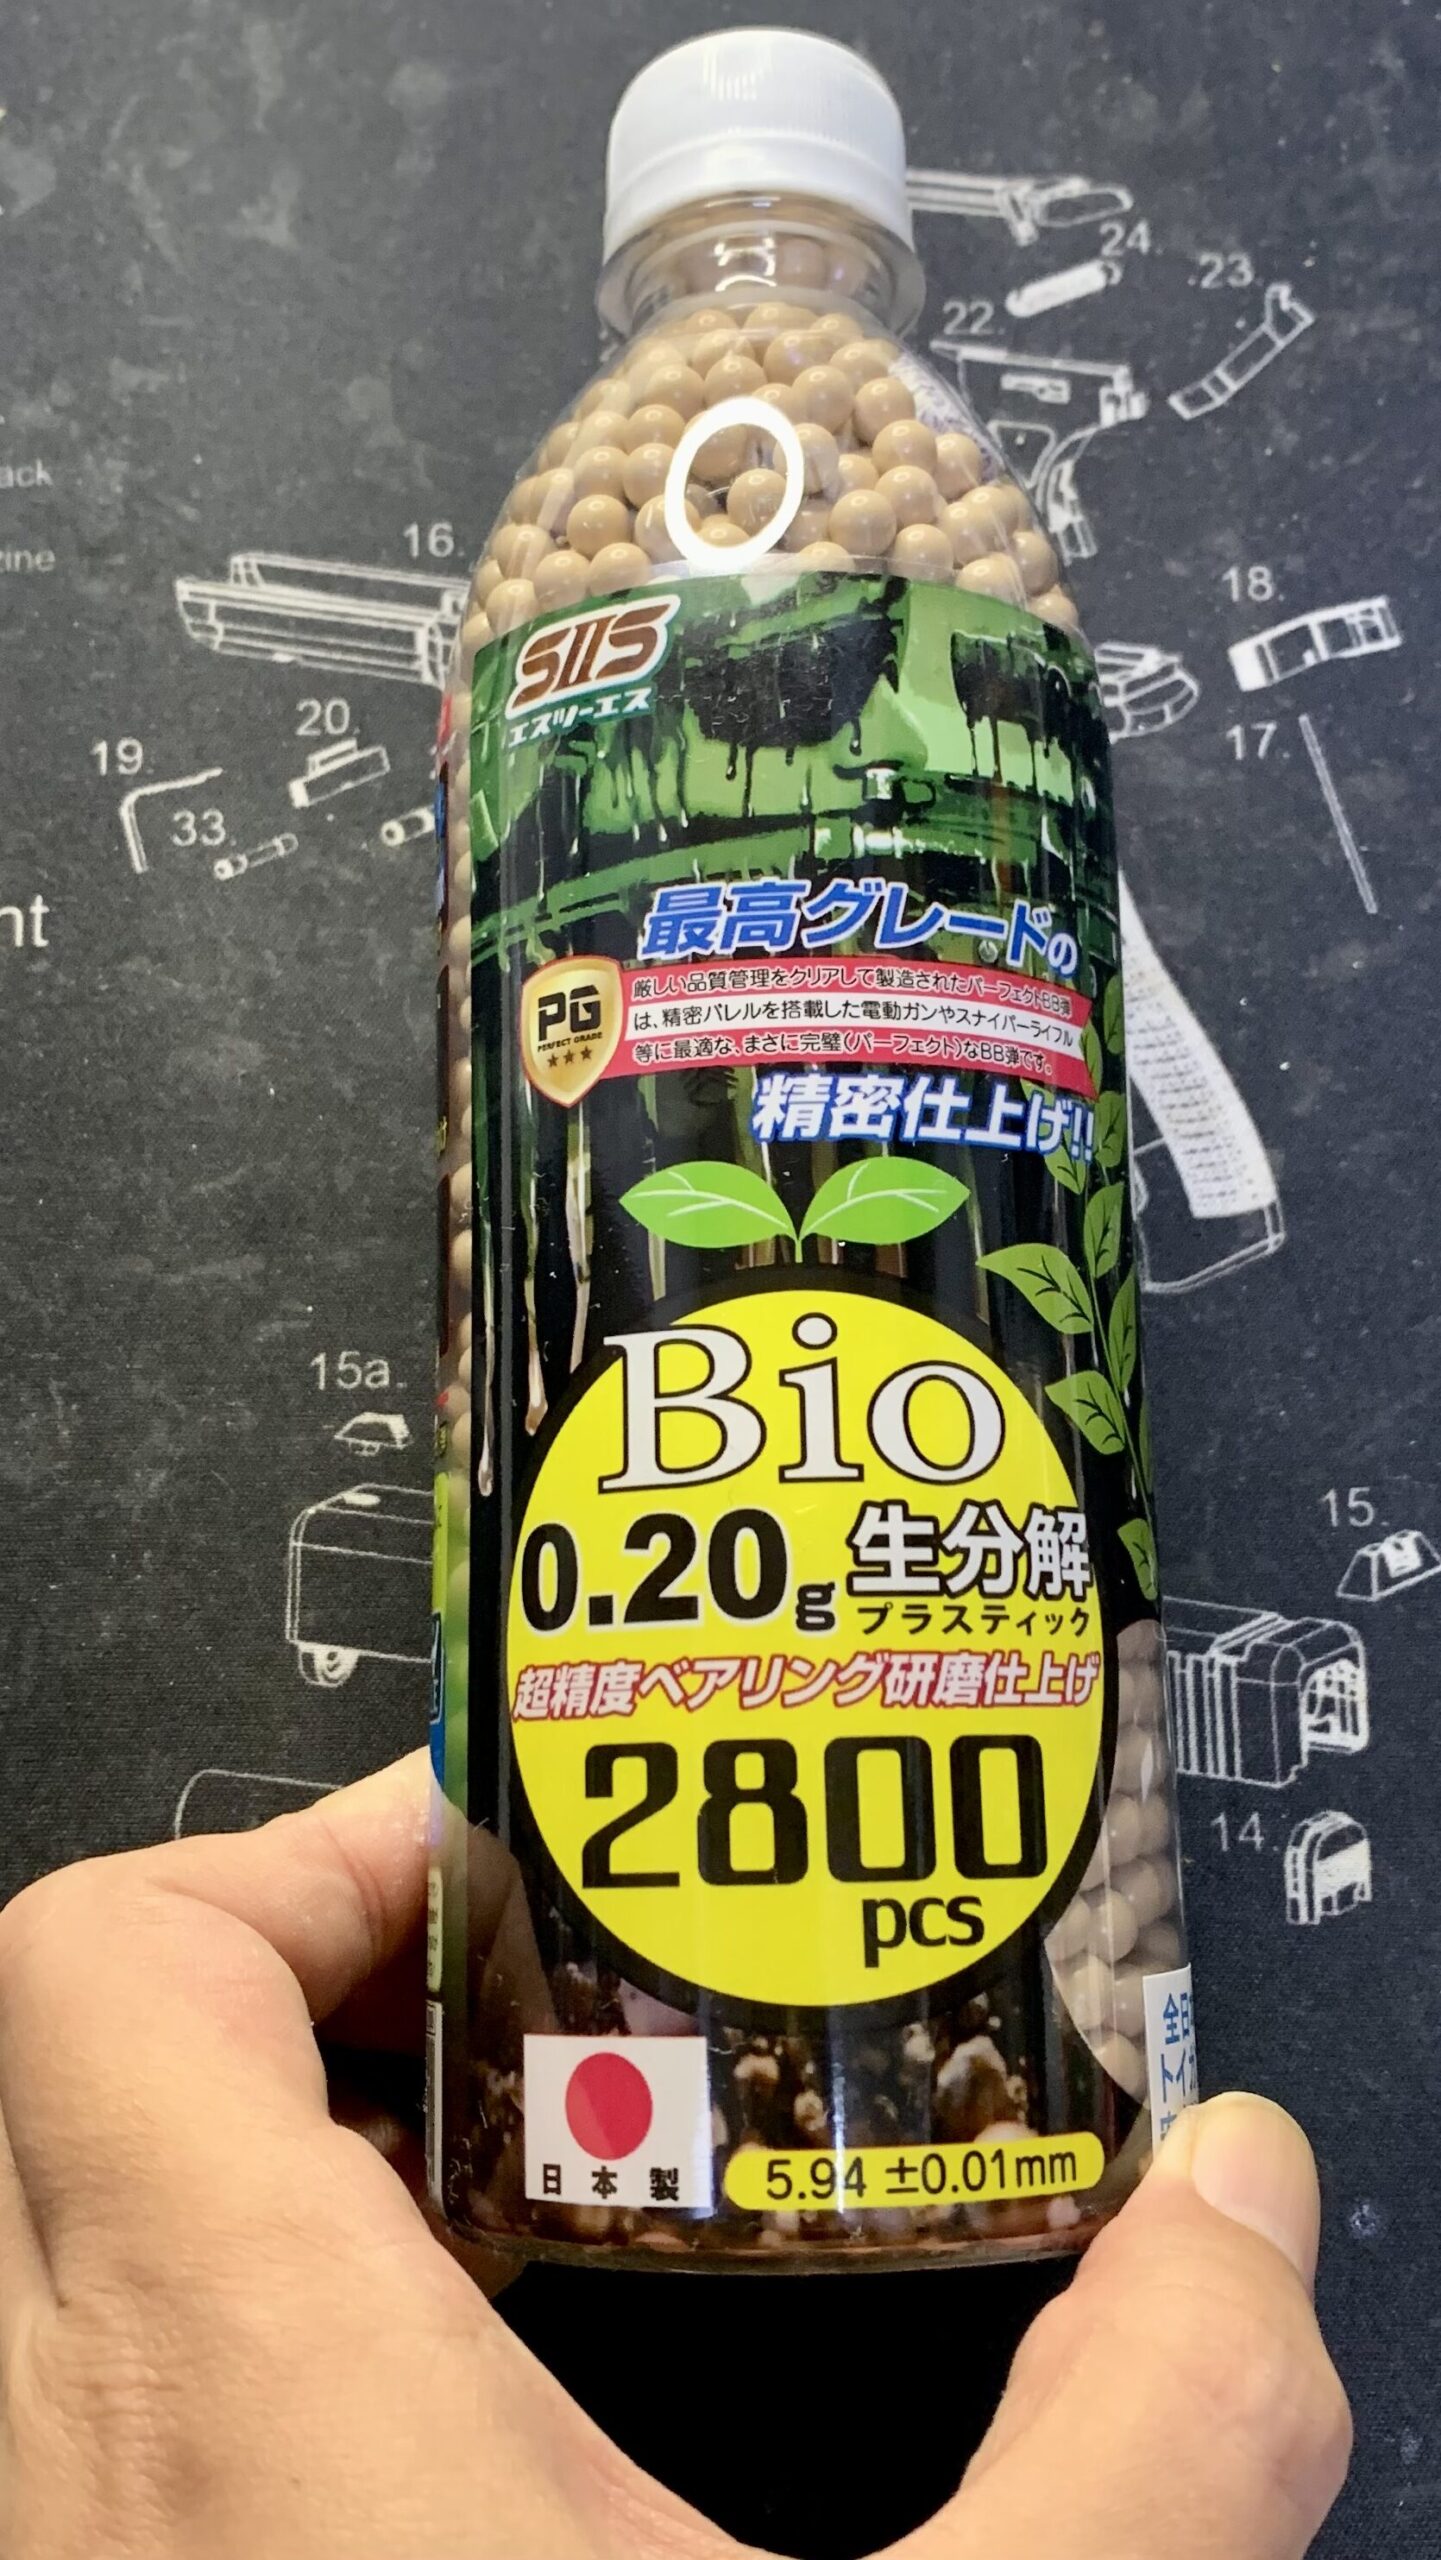 24.
23.
22.
ack
zine
16.
18.
17.
20.
19.
33.
nt
SIIS
エスツーエス
最高グレードの
PG
PERFECT GRADE
厳しい品質管理をクリアして製造されたパーフェクトBB弾
は、精密バレルを搭載した電動ガンやスナイパーライフル
等に最適な、まさに完璧(パーフェクト)なBB弾です。
精密仕上げ!!
15a.
Bio
0.20g 生分解
プラスティック
超精度ベアリング研磨仕上げ
2800
pcs
15.
14.
全日
トイ
日本製
5.94 ±0.01mm